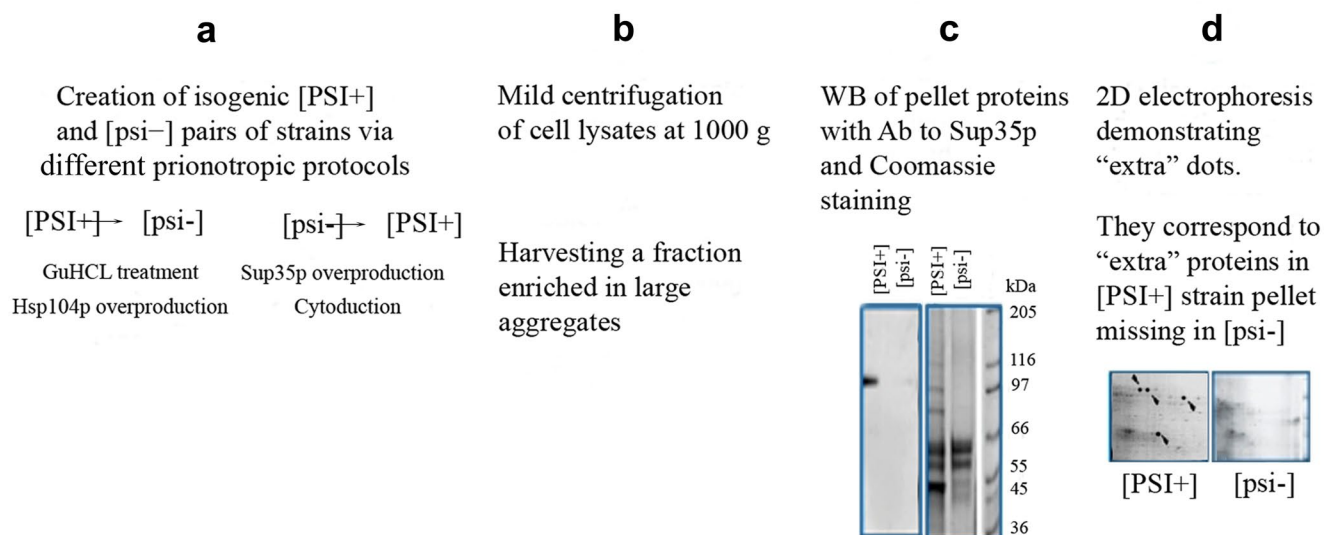 a
Creation of isogenic [PSI+]
and [psi−] pairs of strains via
different prionotropic protocols
[PSI+]→ [psi-]
GuHCL treatment
Hsp104p overproduction
[psi-]→ [PSI+]
Sup35p overproduction
Cytoduction
b
Mild centrifugation
of cell lysates at 1000 g
Harvesting a fraction
enriched in large
aggregates
c
WB of pellet proteins
with Ab to Sup35p
and Coomassie
staining
[PSI+]
[psi-]
[PSI+]
[psi-]
kDa
205
116
97
66
55
45
36
d
2D electrophoresis
demonstrating
“extra” dots.
They correspond to
“extra” proteins in
[PSI+] strain pellet
missing in [psi-]
[PSI+] [psi-]